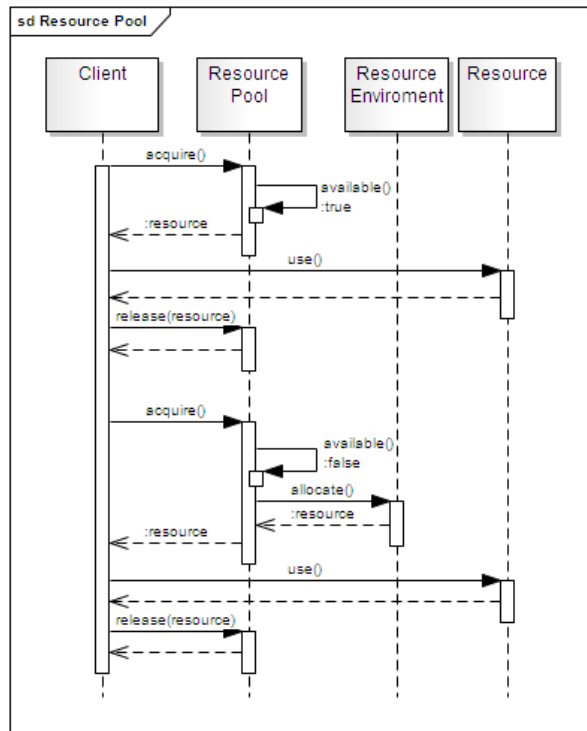 sd Resource Pool
Client
Resource
Pool
Resource
Enviroment
Resource
acquire()
available()
:true
:resource
use()
release(resource)
acquire()
available()
:false
allocate()
:resource
:resource
use()
release(resource)